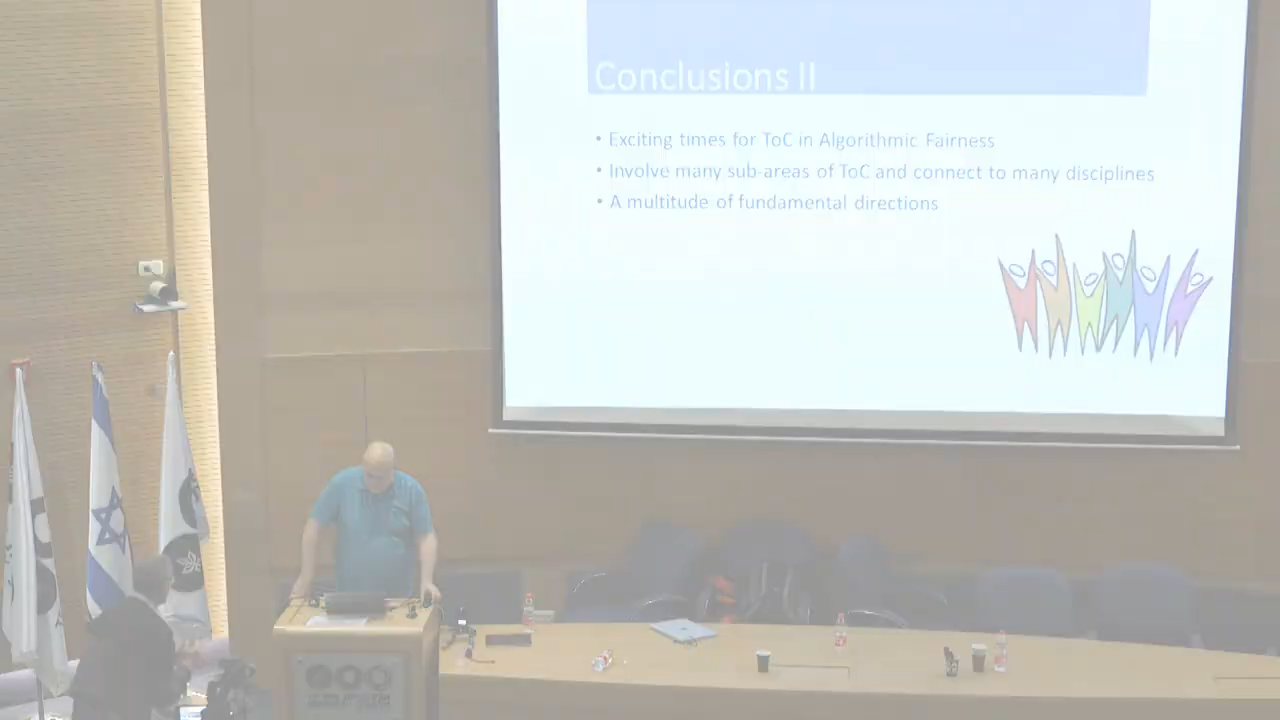 Conclusions II
• Exciting times for ToC in Algorithmic Fairness
• Involve many sub-areas of ToC and connect to many disciplines
• A multitude of fundamental directions